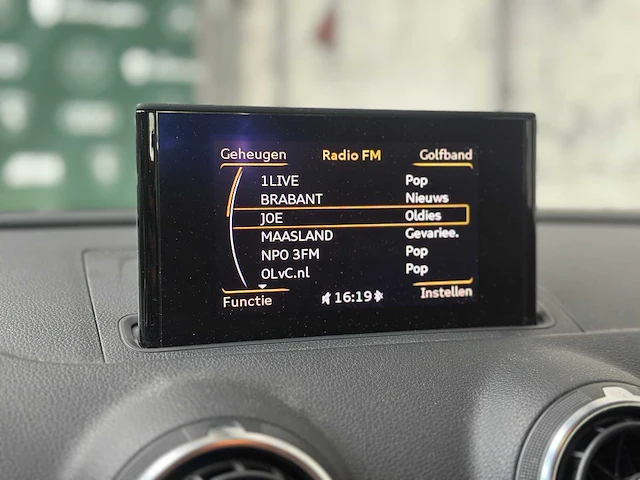 Geheugen Radio FM Golfband
1LIVE Pop
BRABANT Nieuws
JOE Oldies
MAASLAND Gevariee.
NPO 3FM Pop
OLvC.nl Pop
Functie 16:19 Instellen